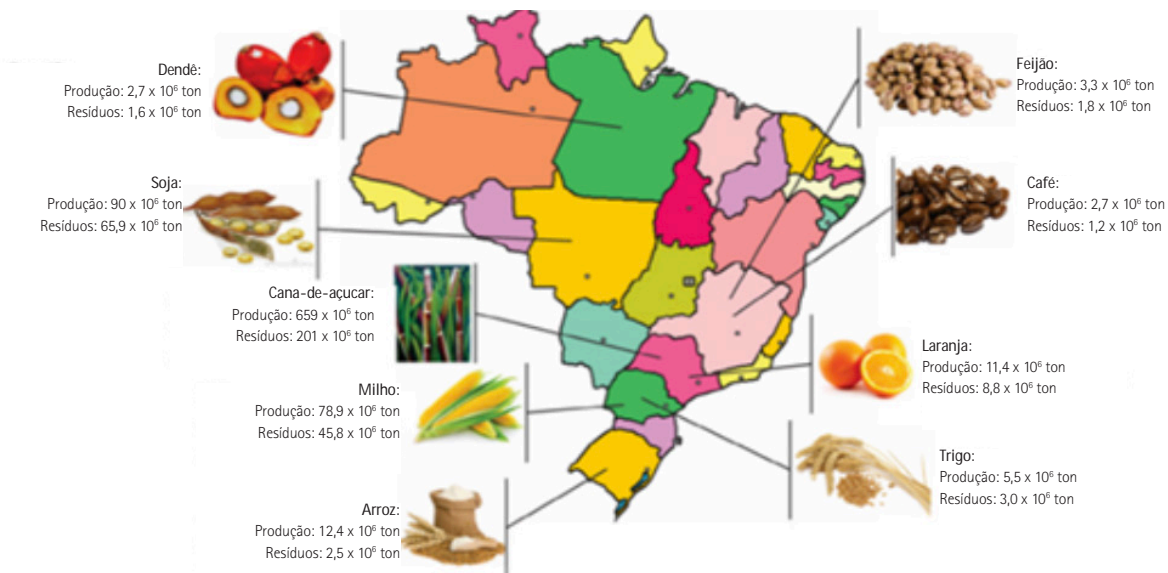 Dendê:
Produção: 2,7 x 10⁶ ton
Resíduos: 1,6 x 10⁶ ton
Soja:
Produção: 90 x 10⁶ ton
Resíduos: 65,9 x 10⁶ ton
Cana-de-açucar:
Produção: 659 x 10⁶ ton
Resíduos: 201 x 10⁶ ton
Milho:
Produção: 78,9 x 10⁶ ton
Resíduos: 45,8 x 10⁶ ton
Arroz:
Produção: 12,4 x 10⁶ ton
Resíduos: 2,5 x 10⁶ ton
Feijão:
Produção: 3,3 x 10⁶ ton
Resíduos: 1,8 x 10⁶ ton
Café:
Produção: 2,7 x 10⁶ ton
Resíduos: 1,2 x 10⁶ ton
Laranja:
Produção: 11,4 x 10⁶ ton
Resíduos: 8,8 x 10⁶ ton
Trigo:
Produção: 5,5 x 10⁶ ton
Resíduos: 3,0 x 10⁶ ton